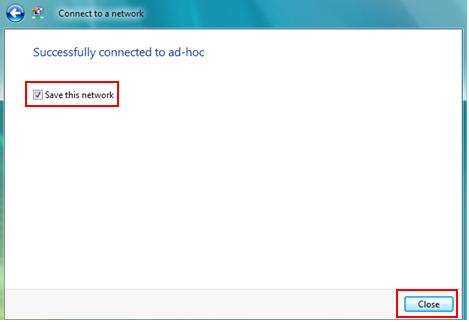 Connect to a network
Successfully connected to ad-hoc
Save this network
Close